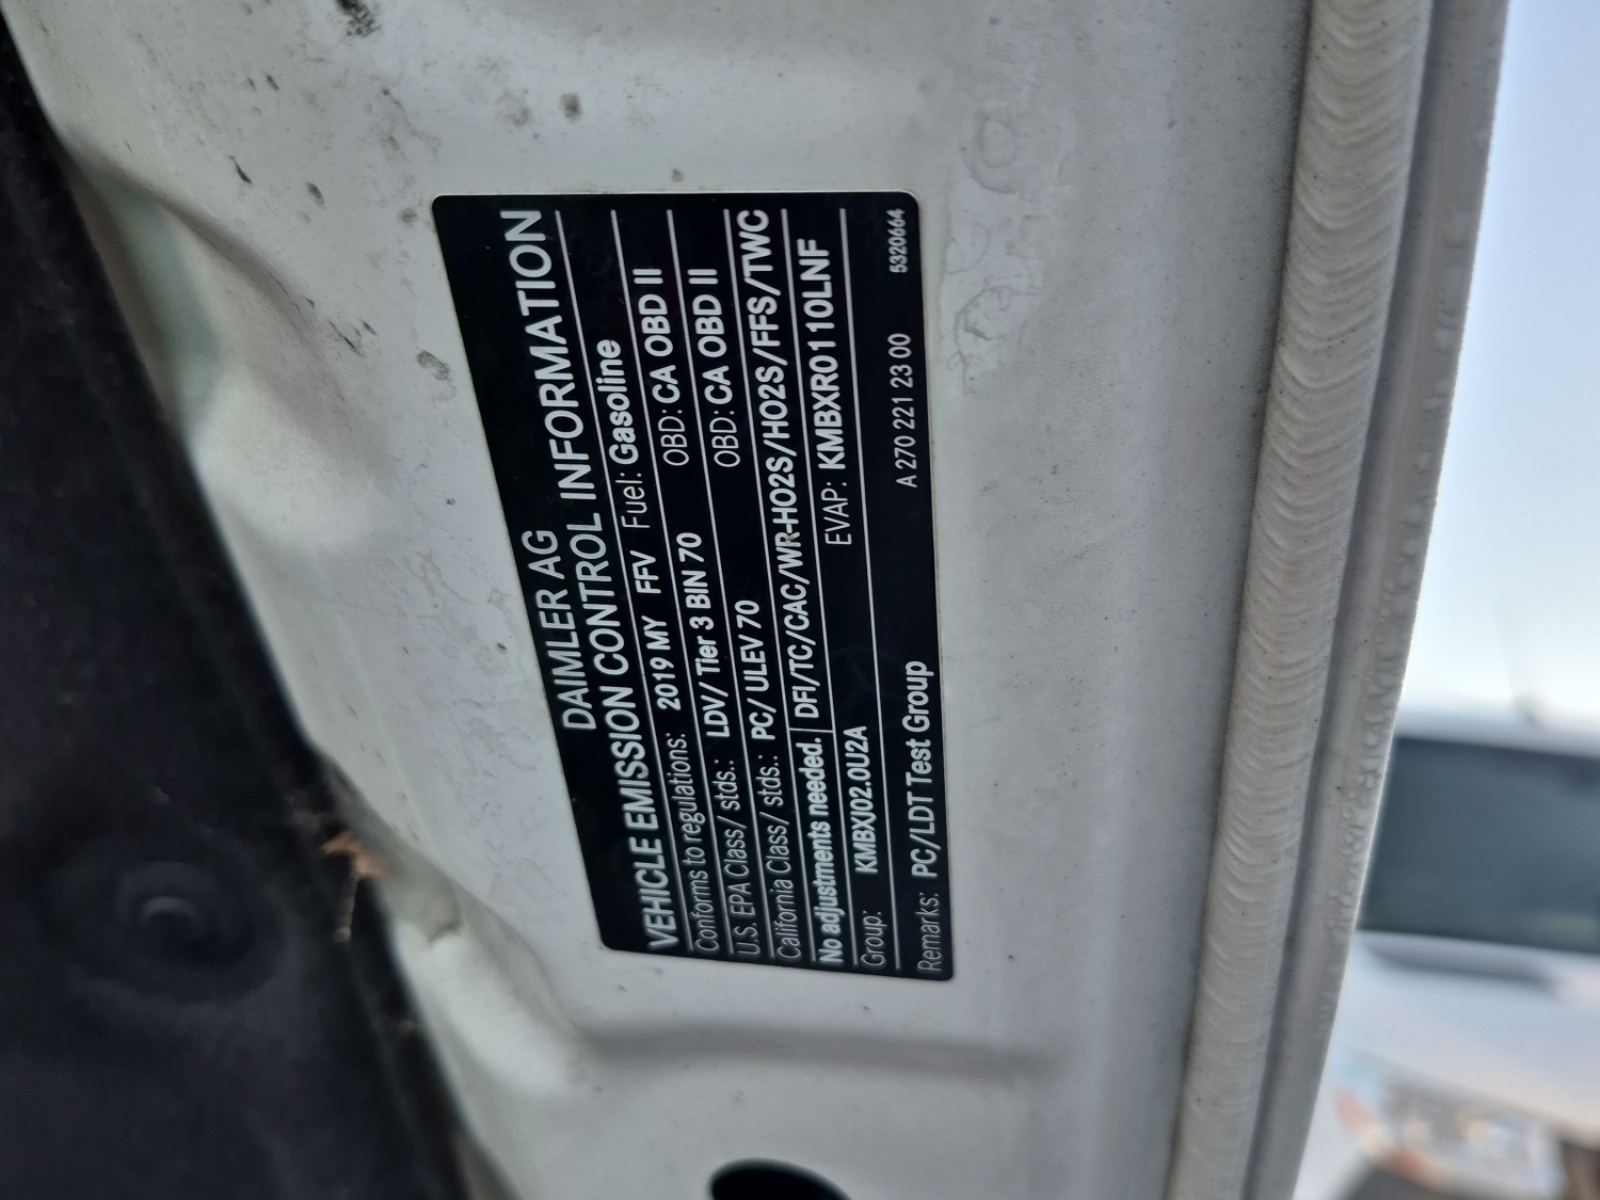 DAIMLER AG
VEHICLE EMISSION CONTROL INFORMATION
Conforms to regulations: 2019 MY FFV Fuel: Gasoline
U.S. EPA Class/ stds.: LDV/ Tier 3 BIN 70 OBD: CA OBD II
California Class/ stds.: PC/ ULEV 70 OBD: CA OBD II
No adjustments needed. DFI/TC/CAC/WR-HO2S/HO2S/FFS/TWC
Group: KMBXJ02.0U2A EVAP: KMBXR0110LNF
Remarks: PC/LDT Test Group A 270 221 23 00 5320664